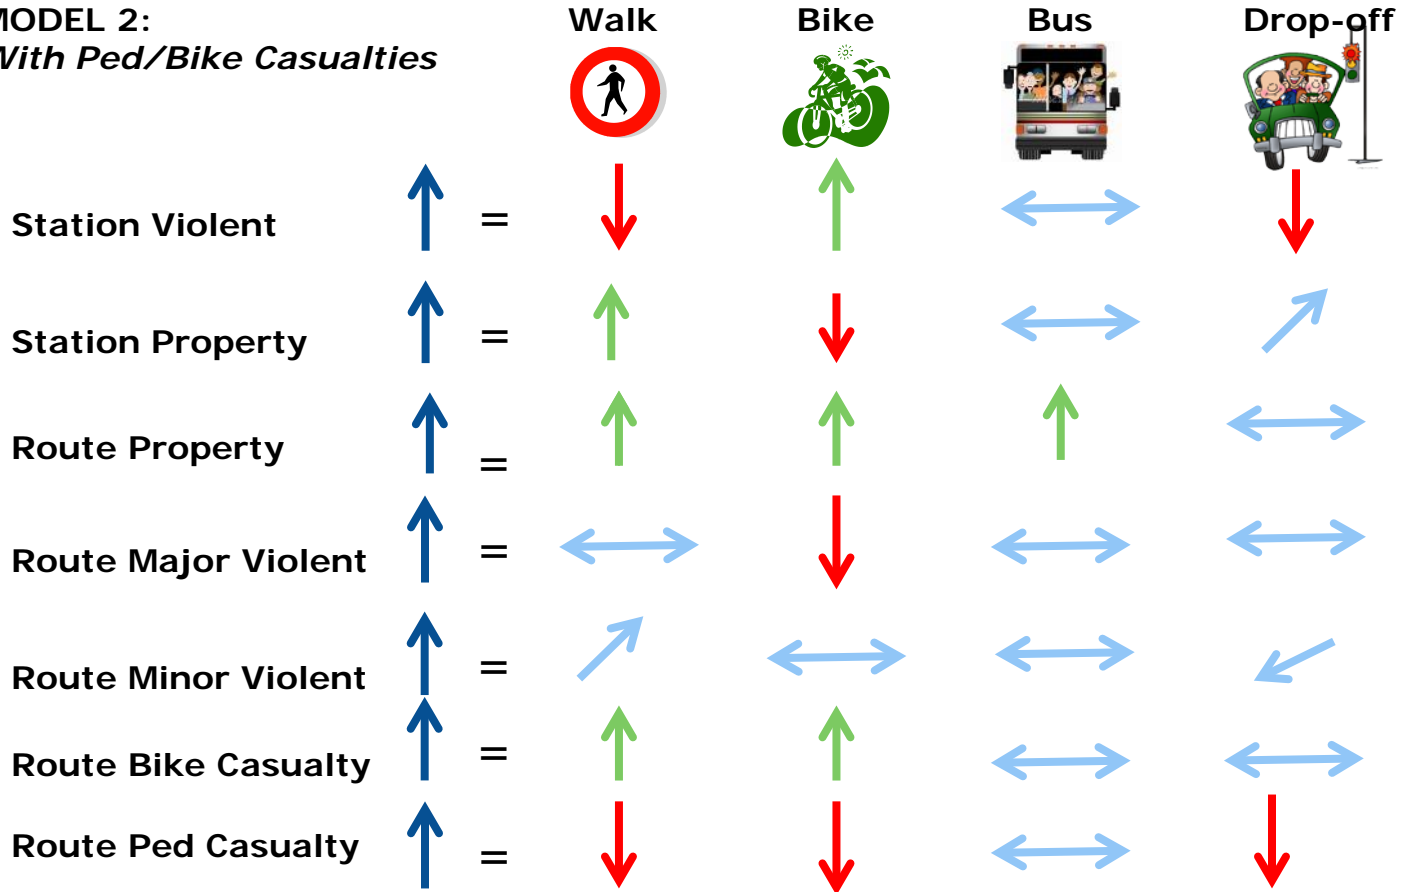 MODEL 2:
With Ped/Bike Casualties
Walk Bike Bus Drop-off
Station Violent =
Station Property =
Route Property =
Route Major Violent =
Route Minor Violent =
Route Bike Casualty =
Route Ped Casualty =